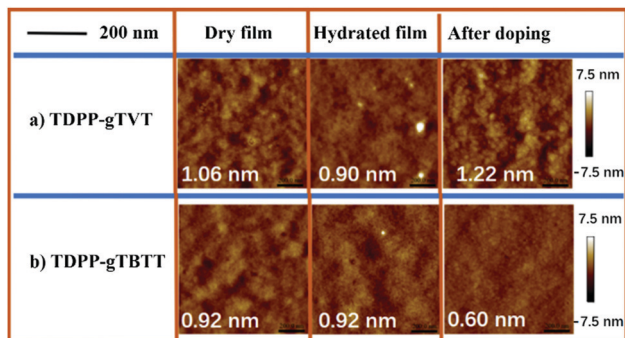 200 nm
Dry film
Hydrated film
After doping
a) TDPP-gTVT
1.06 nm
0.90 nm
1.22 nm
7.5 nm
-7.5 nm
b) TDPP-gTBTT
0.92 nm
0.92 nm
0.60 nm
7.5 nm
-7.5 nm